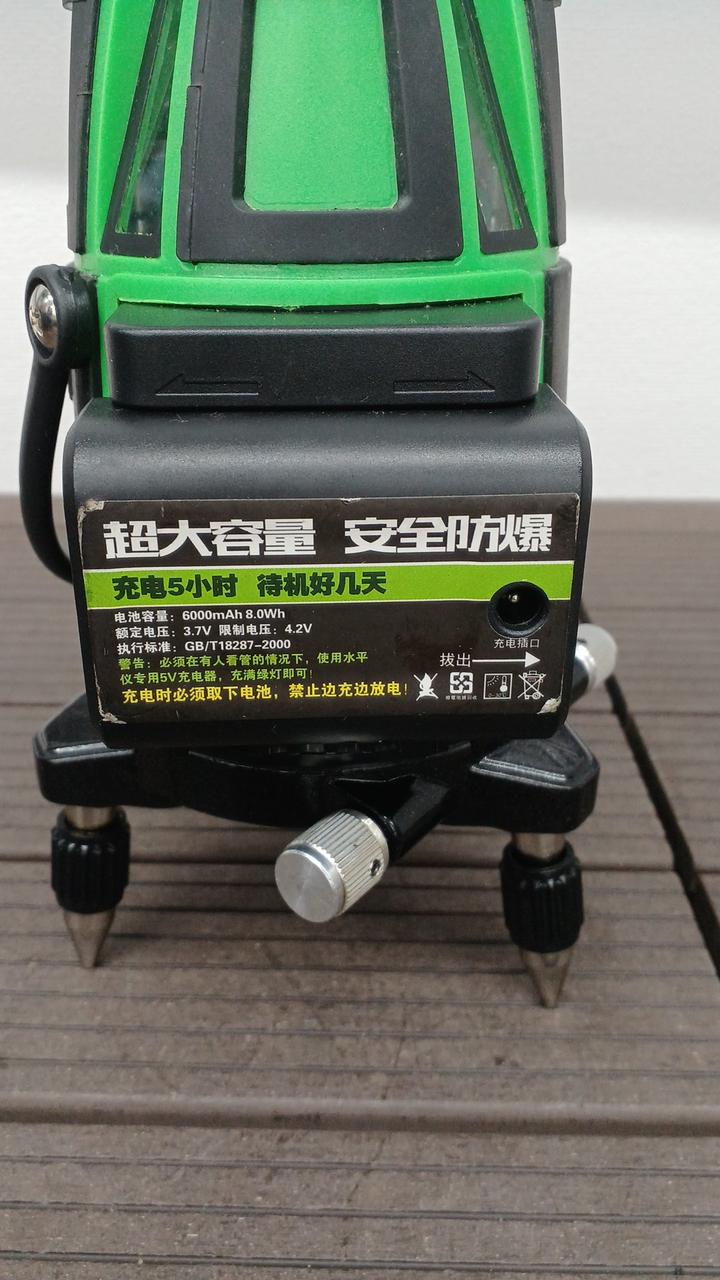 超大容量 安全防爆
充电5小时 待机好几天
电池容量：6000mAh 8.0Wh
额定电压：3.7V 限制电压：4.2V
执行标准：GB/T18287-2000
警告：必须在有人看管的情况下，使用水平
仪专用5V充电器，充满绿灯即可!
充电时必须取下电池，禁止边充边放电!
充电插口
拔出